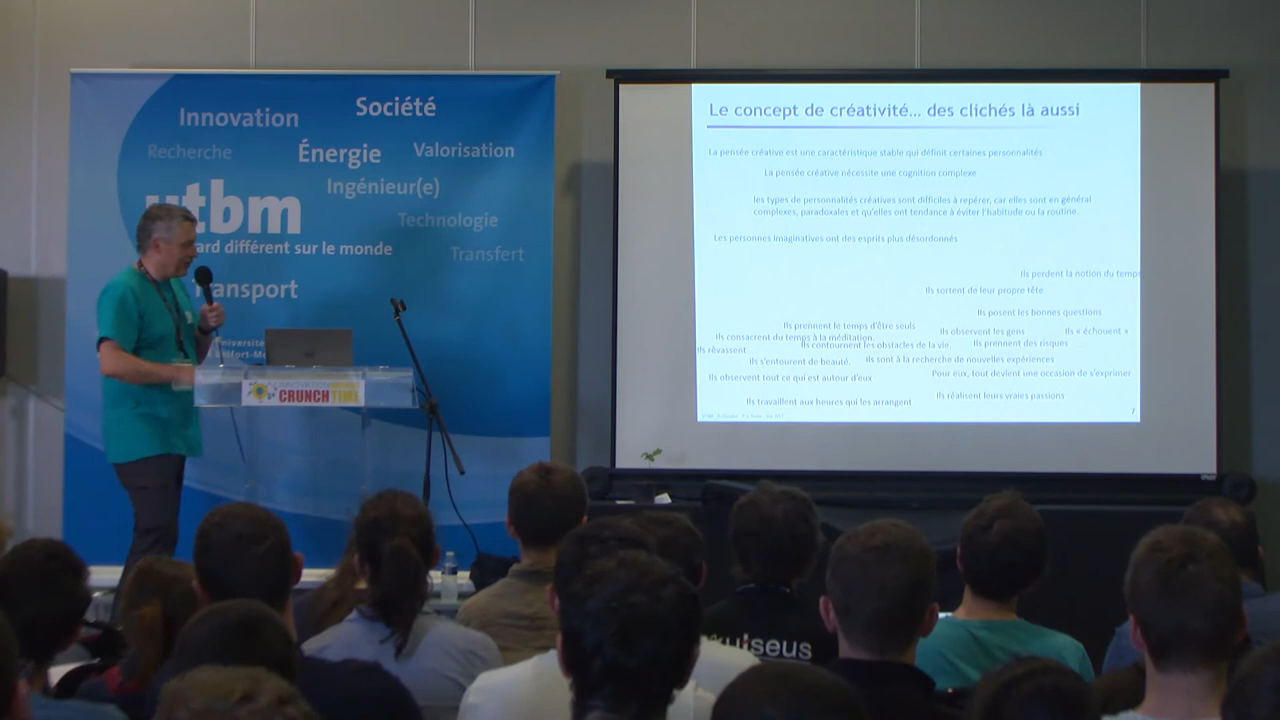 Société
Innovation
Recherche
Énergie
Valorisation
Ingénieur(e)
utbm
Technologie
ard différent sur le monde
Transfert
Transport
INNOVATION
CRUNCH TIME
Le concept de créativité... des clichés là aussi
La pensée créative est une caractéristique stable qui définit certaines personnalités
La pensée créative nécessite une cognition complexe
les types de personnalités créatives sont difficiles à repérer, car elles sont en général
complexes, paradoxales et qu'elles ont tendance à éviter l'habitude ou la routine.
Les personnes imaginatives ont des esprits plus désordonnés
Ils perdent la notion du temps
Ils sortent de leur propre tête
Ils posent les bonnes questions
Ils prennent le temps d'être seuls
Ils observent les gens
Ils « échouent »
Ils consacrent du temps à la méditation.
Ils contournent les obstacles de la vie.
Ils prennent des risques
Ils rêvassent
Ils s'entourent de beauté.
Ils sont à la recherche de nouvelles expériences
Ils observent tout ce qui est autour d'eux
Pour eux, tout devient une occasion de s'exprimer
Ils travaillent aux heures qui les arrangent
Ils réalisent leurs vraies passions
7
uiseus